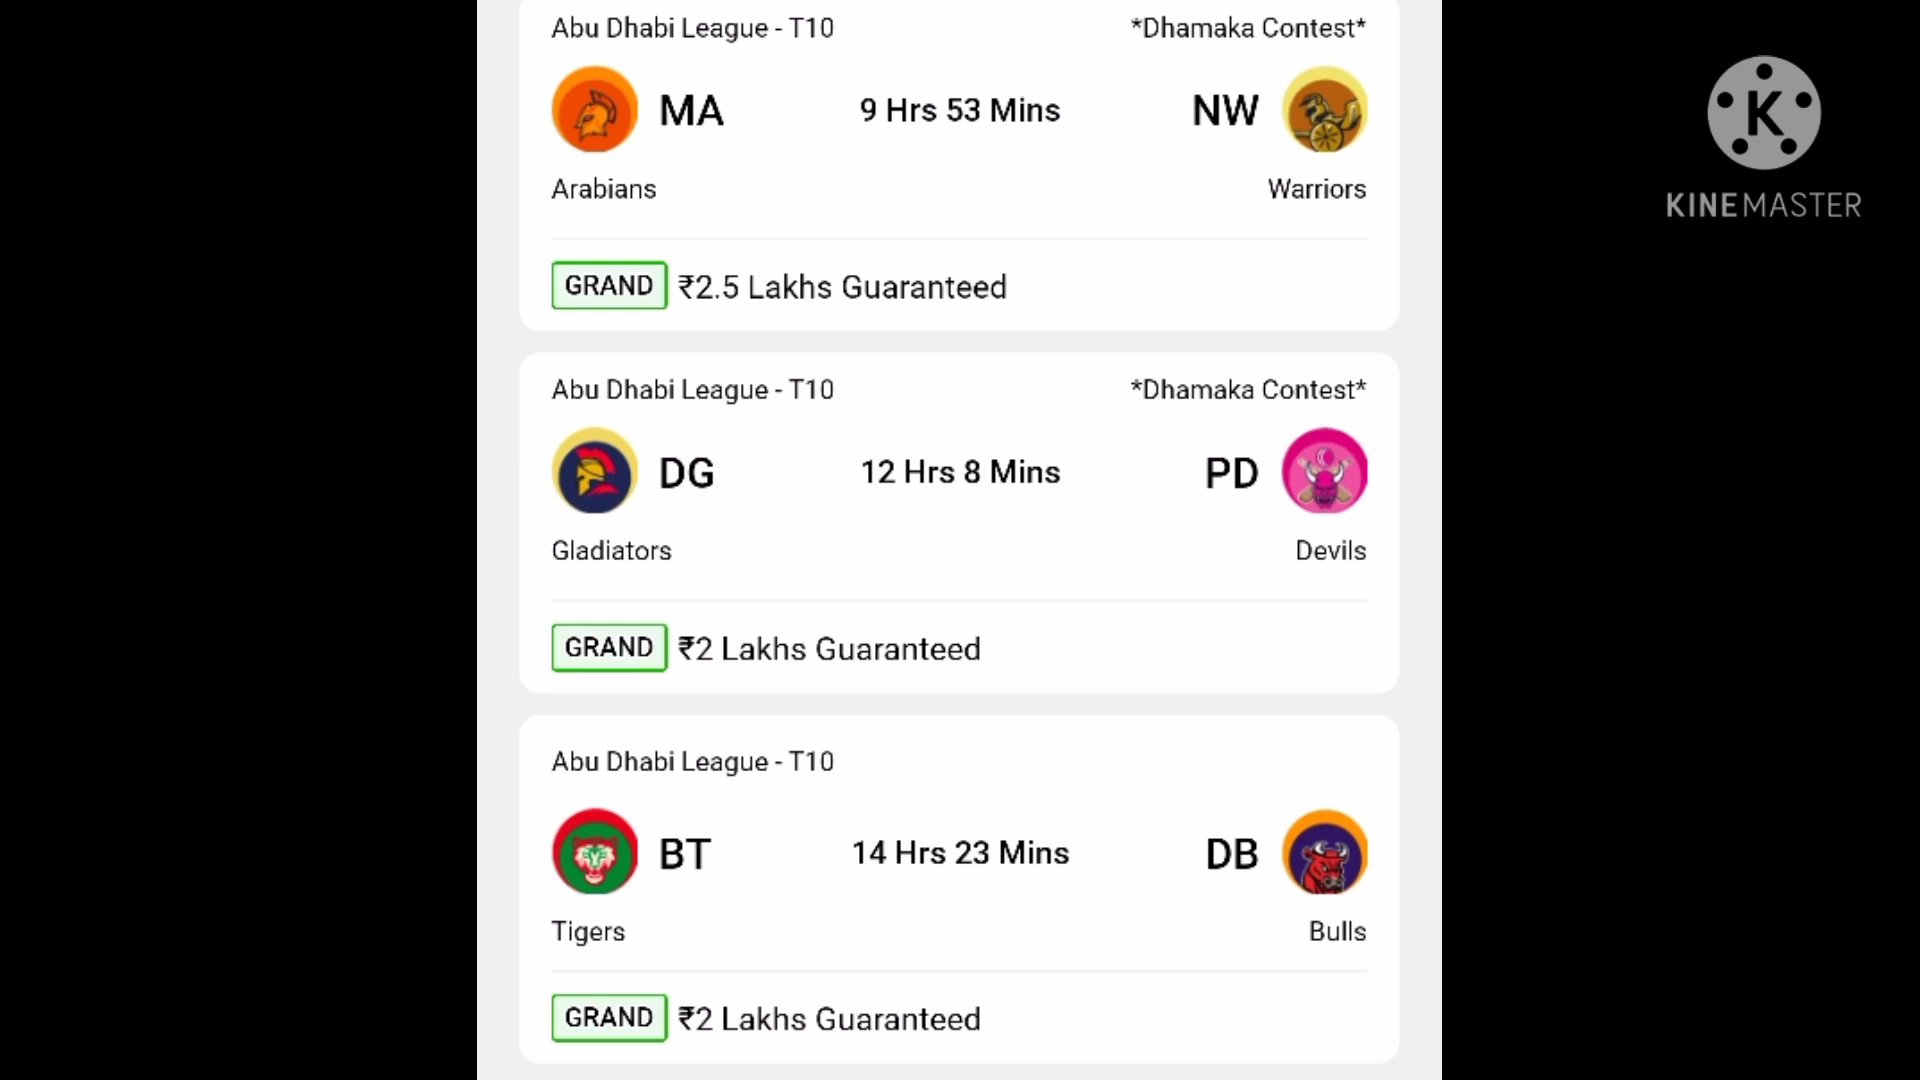 Abu Dhabi League - T10 *Dhamaka Contest*
MA 9 Hrs 53 Mins NW
Arabians Warriors
GRAND ₹2.5 Lakhs Guaranteed
Abu Dhabi League - T10 *Dhamaka Contest*
DG 12 Hrs 8 Mins PD
Gladiators Devils
GRAND ₹2 Lakhs Guaranteed
Abu Dhabi League - T10
BT 14 Hrs 23 Mins DB
Tigers Bulls
GRAND ₹2 Lakhs Guaranteed
K
KINEMASTER